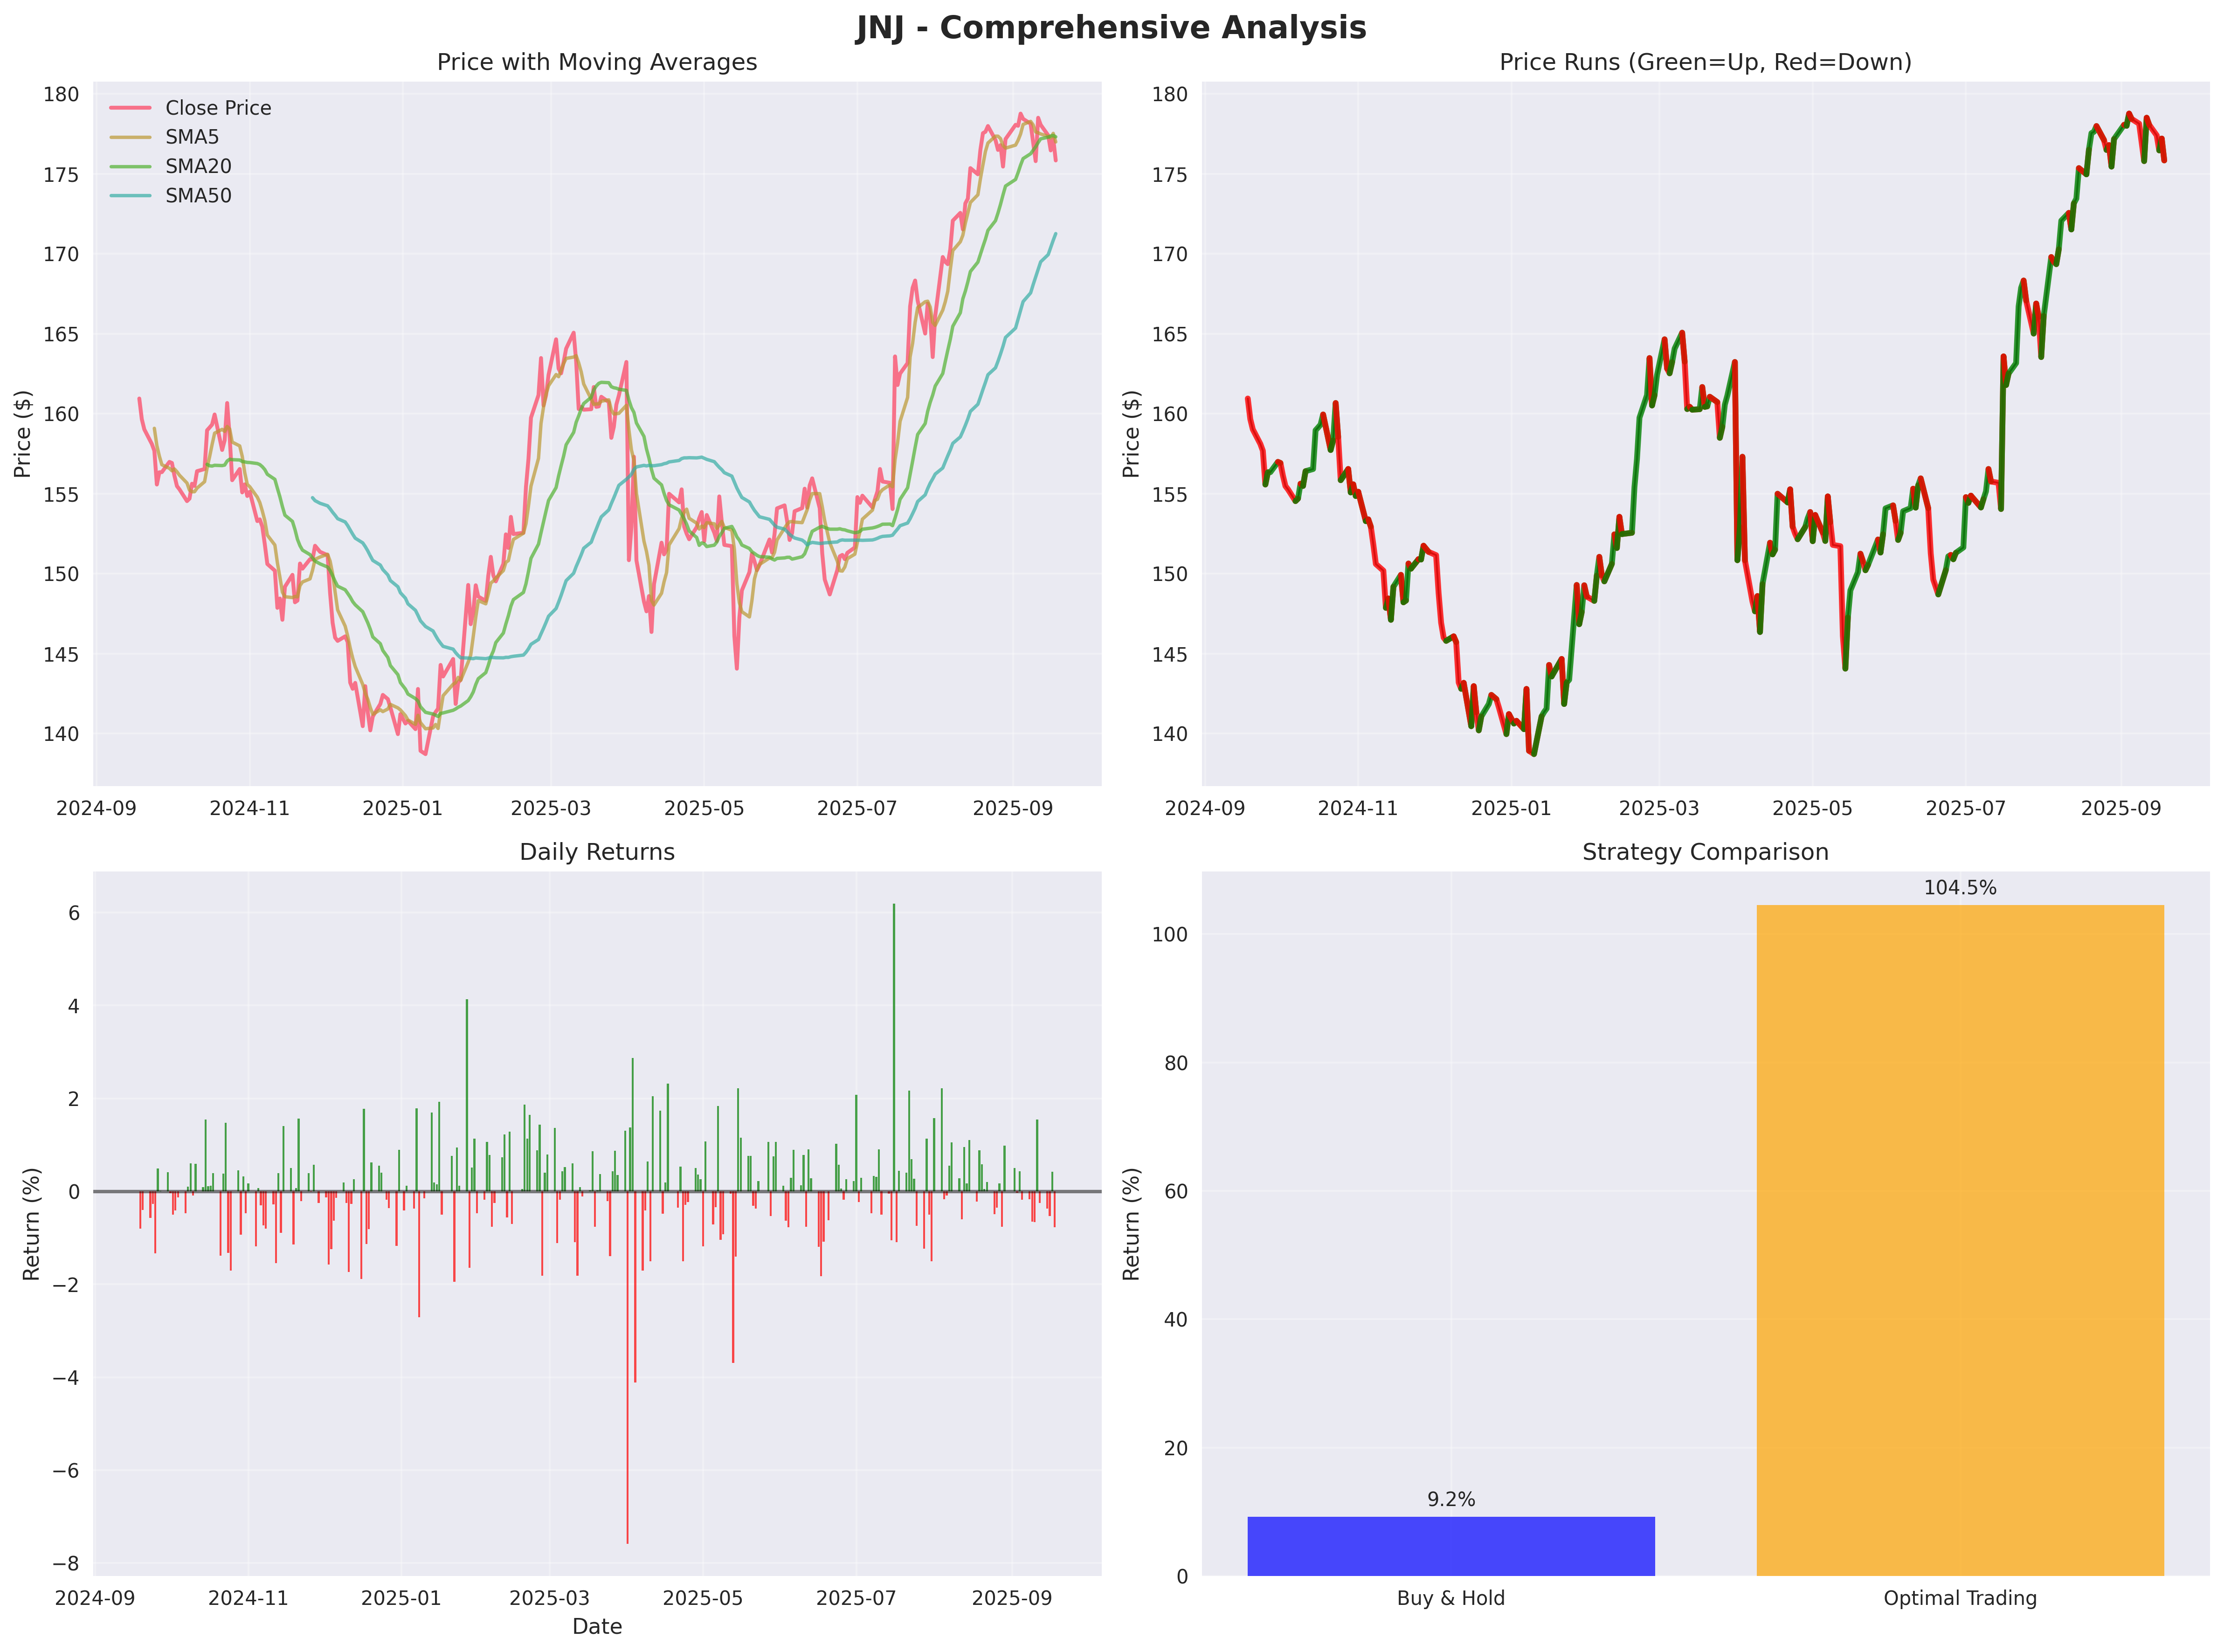 JNJ - Comprehensive Analysis
Price with Moving Averages
Price ($)
180
175
170
165
160
155
150
145
140
Close Price
SMA5
SMA20
SMA50
2024-09 2024-11 2025-01 2025-03 2025-05 2025-07 2025-09
Price Runs (Green=Up, Red=Down)
Price ($)
180
175
170
165
160
155
150
145
140
2024-09 2024-11 2025-01 2025-03 2025-05 2025-07 2025-09
Daily Returns
Return (%)
6
4
2
0
−2
−4
−6
−8
2024-09 2024-11 2025-01 2025-03 2025-05 2025-07 2025-09
Date
Strategy Comparison
Return (%)
100
80
60
40
20
0
104.5%
9.2%
Buy & Hold Optimal Trading